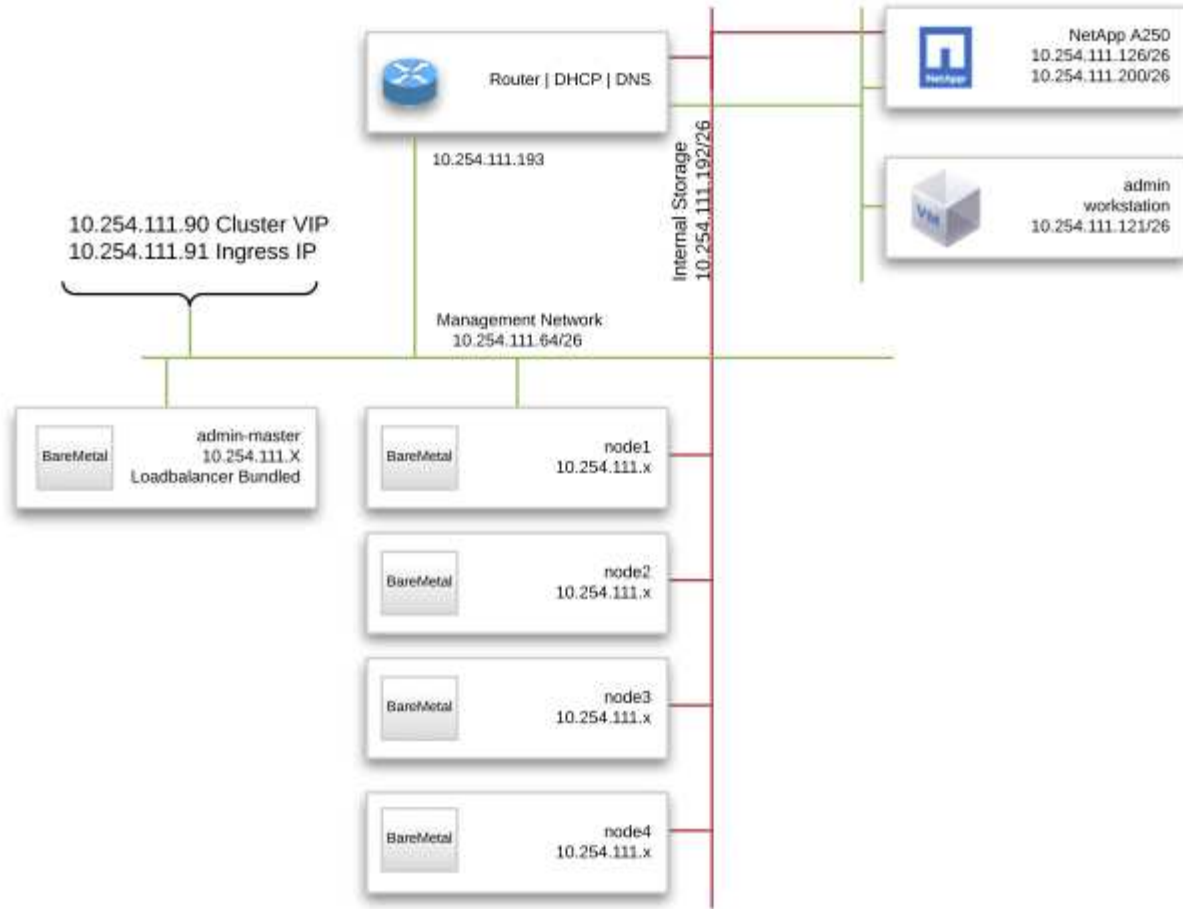 NetApp A250
10.254.111.126/26
10.254.111.200/26
NetApp
Router | DHCP | DNS
10.254.111.193
Internal Storage
10.254.111.192/26
admin
workstation
10.254.111.121/26
VM
10.254.111.90 Cluster VIP
10.254.111.91 Ingress IP
Management Network
10.254.111.64/26
BareMetal
admin-master
10.254.111.X
Loadbalancer Bundled
BareMetal
node1
10.254.111.x
BareMetal
node2
10.254.111.x
BareMetal
node3
10.254.111.x
BareMetal
node4
10.254.111.x